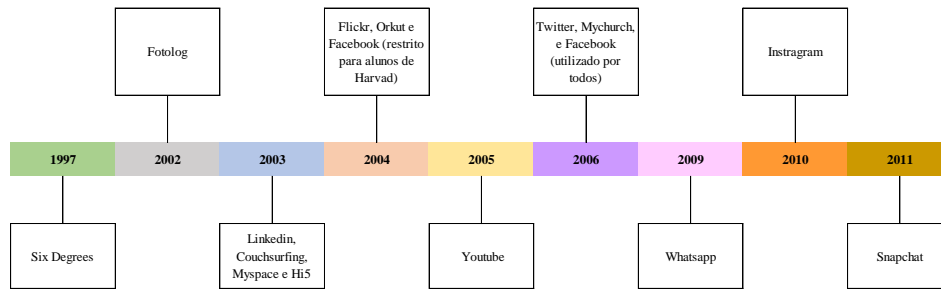 Fotolog
Flickr, Orkut e
Facebook (restrito
para alunos de
Harvad)
Twitter, Mychurch,
e Facebook
(utilizado por
todos)
Instragram
1997
2002
2003
2004
2005
2006
2009
2010
2011
Six Degrees
Linkedin,
Couchsurfing,
Myspace e Hi5
Youtube
Whatsapp
Snapchat